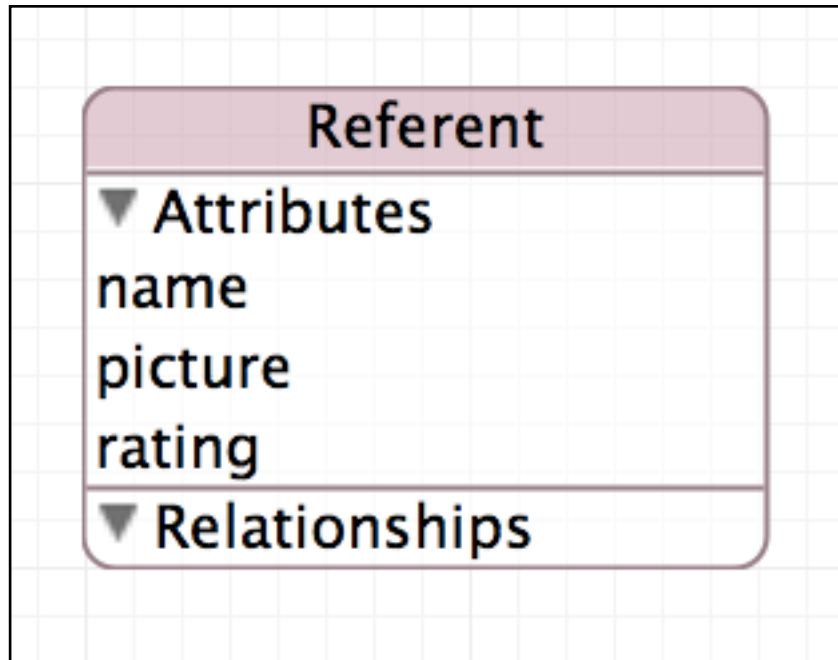 Referent
Attributes
name
picture
rating
Relationships